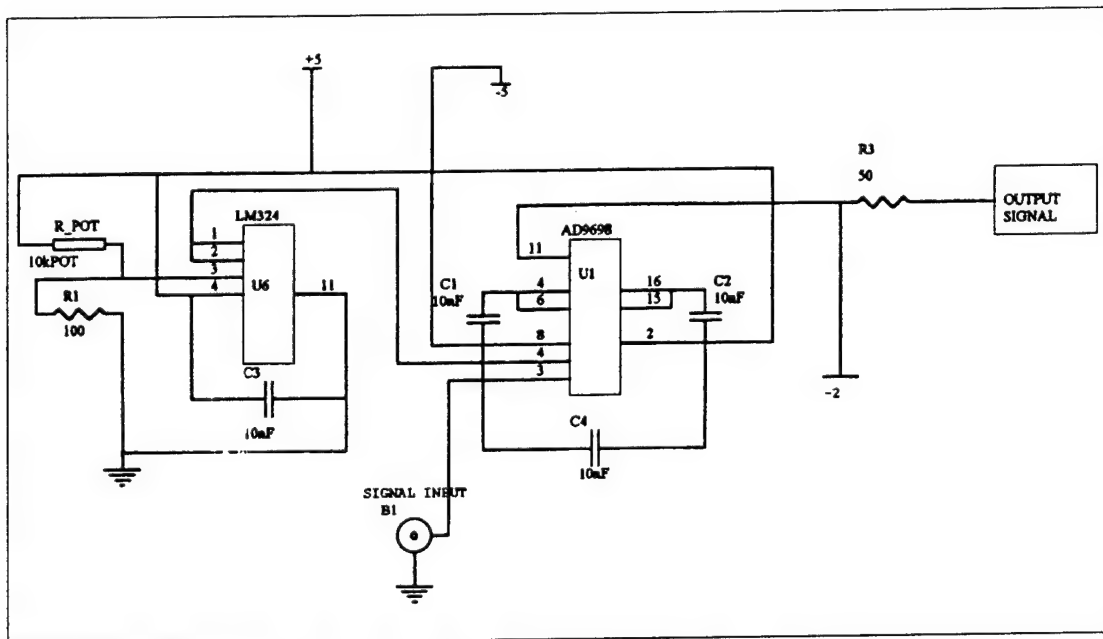 +5
-5
R3
50
OUTPUT
SIGNAL
LM324
AD9698
R_POT
10kPOT
1
2
3
4
U6
11
R1
100
C3
10nF
11
U1
C1
10nF
4
6
8
4
3
16
15
2
C2
10nF
-2
C4
10nF
SIGNAL INPUT
B1